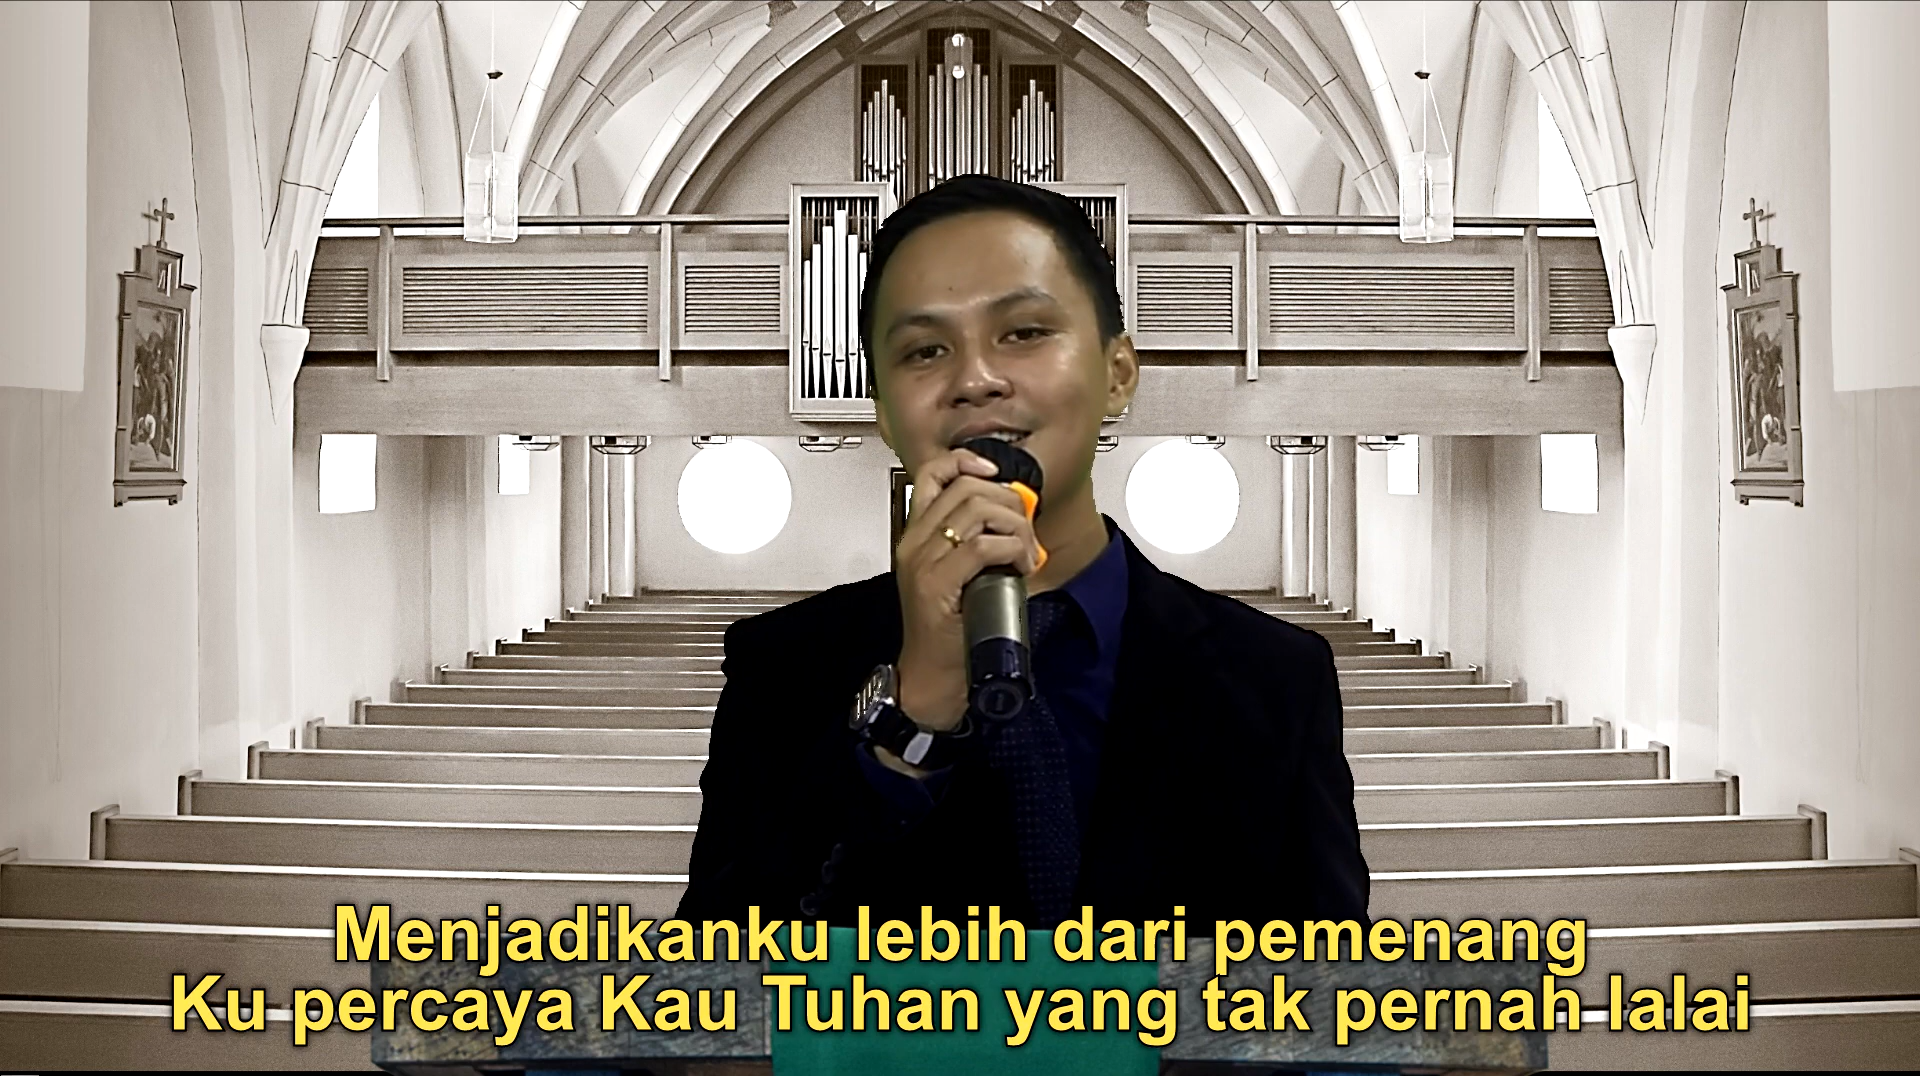 Menjadikanku lebih dari pemenang
Ku percaya Kau Tuhan yang tak pernah lalai